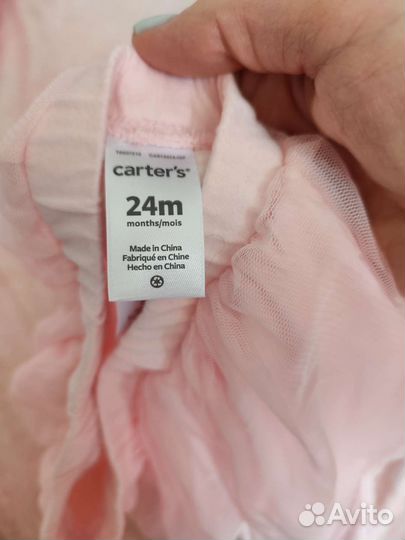 carter's®
24m
months/mois
Made in China
Fabriqué en Chine
Hecho en China
Avito